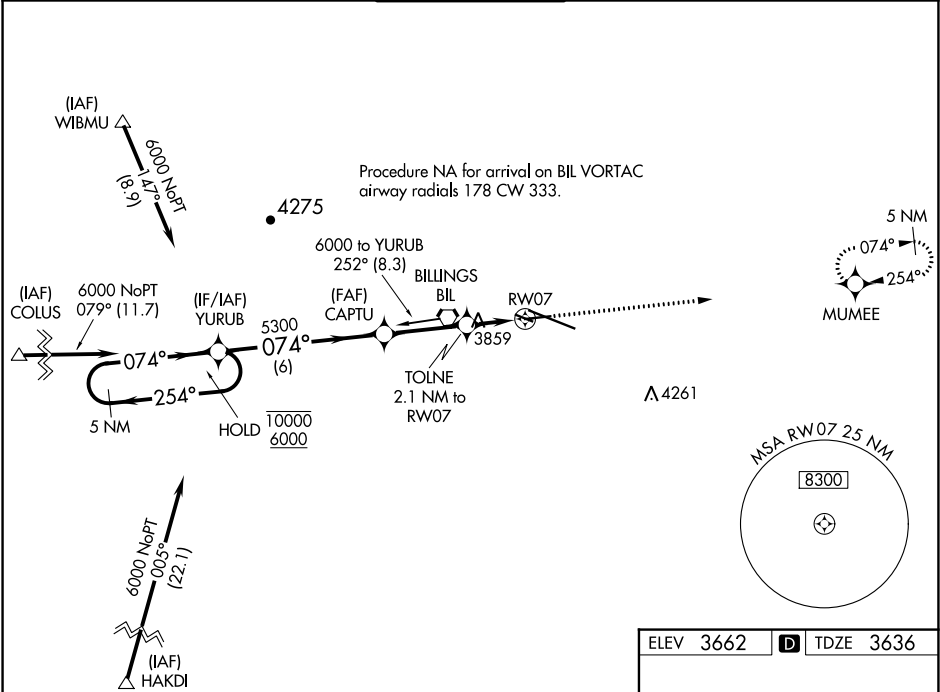 (IAF)
WIBMU
6000 NoPT
147°
(8.9)
Procedure NA for arrival on BIL VORTAC
airway radials 178 CW 333.
4275
5 NM
074°
254°
MUMEE
6000 to YURUB
252° (8.3)
BILLINGS
BIL
(IAF)
COLUS
6000 NoPT
079° (11.7)
(IF/IAF)
YURUB
(FAF)
CAPTU
RW07
5300
074°
(6)
3859
074°
254°
5 NM
HOLD
10000
6000
TOLNE
2.1 NM to
RW07
4261
MSA RW07 25 NM
8300
6000 NoPT
005°
(22.1)
(IAF)
HAKDI
ELEV 3662 D TDZE 3636